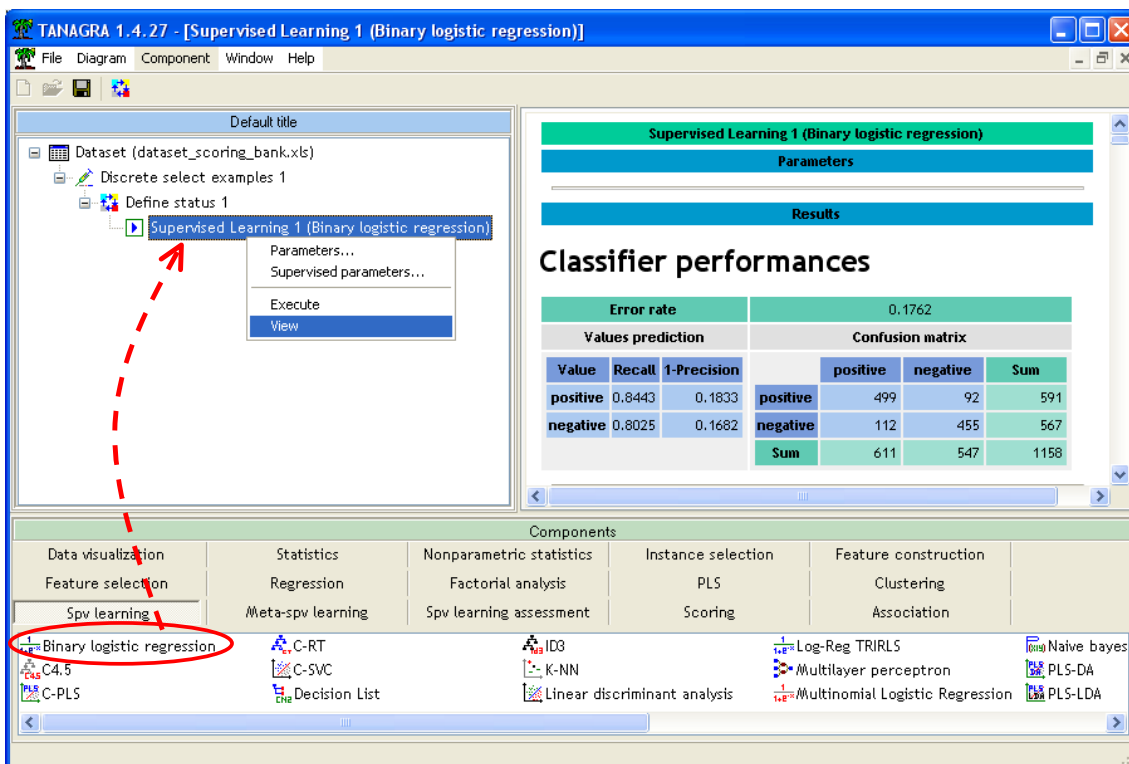 TANAGRA 1.4.27 - [Supervised Learning 1 (Binary logistic regression)]
File Diagram Component Window Help
Default title
Dataset (dataset_scoring_bank.xls)
Discrete select examples 1
Define status 1
Supervised Learning 1 (Binary logistic regression)
Parameters...
Supervised parameters...
Execute
View
Supervised Learning 1 (Binary logistic regression)
Parameters
Results
Classifier performances
Error rate 0.1762
Values prediction Confusion matrix
Value Recall 1-Precision positive negative Sum
positive 0.8443 0.1833 positive 499 92 591
negative 0.8025 0.1682 negative 112 455 567
Sum 611 547 1158
Components
Data visualization Statistics Nonparametric statistics Instance selection Feature construction
Feature selection Regression Factorial analysis PLS Clustering
Spv learning Meta-spv learning Spv learning assessment Scoring Association
Binary logistic regression C-RT ID3 Log-Reg TRIRLS Naive bayes
C4.5 C-SVC K-NN Multilayer perceptron PLS-DA
C-PLS Decision List Linear discriminant analysis Multinomial Logistic Regression PLS-LDA